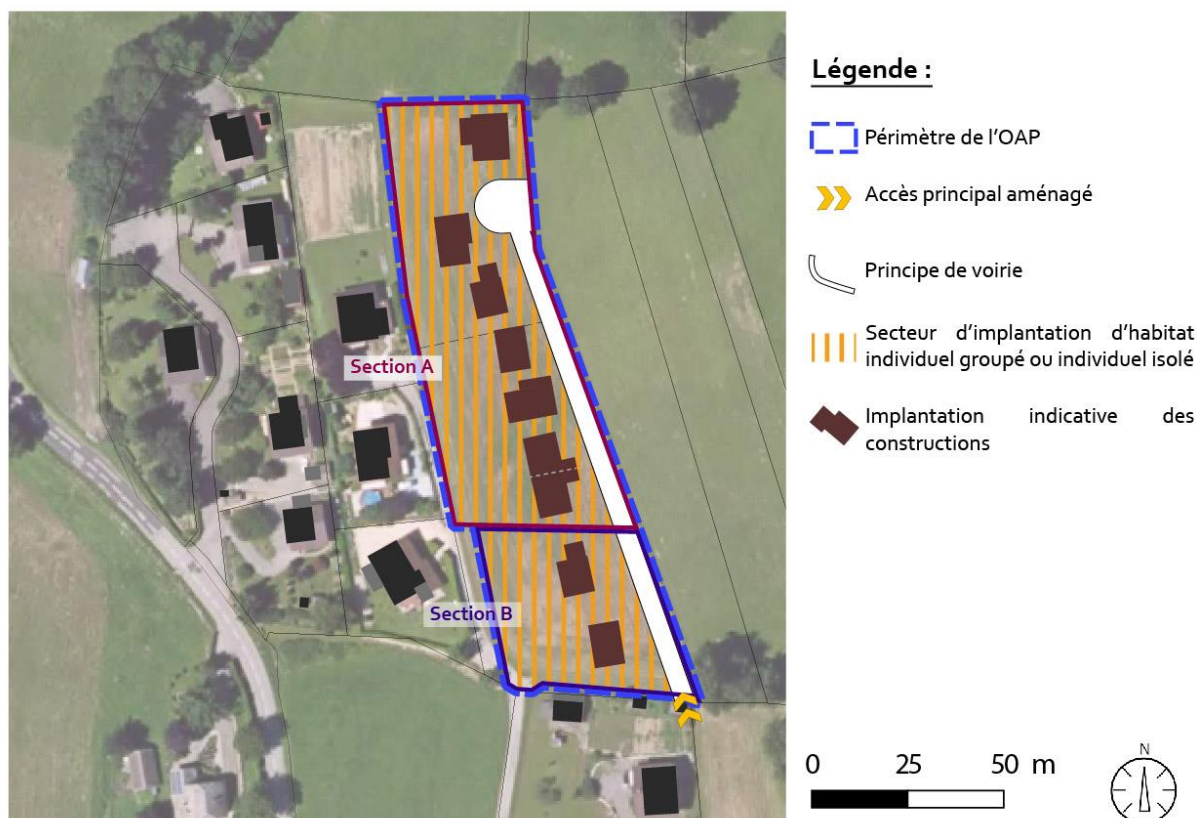 Légende :
Périmètre de l'OAP
Accès principal aménagé
Principe de voirie
Secteur d'implantation d'habitat
individuel groupé ou individuel isolé
Implantation indicative des
constructions
Section A
Section B
0 25 50 m
N